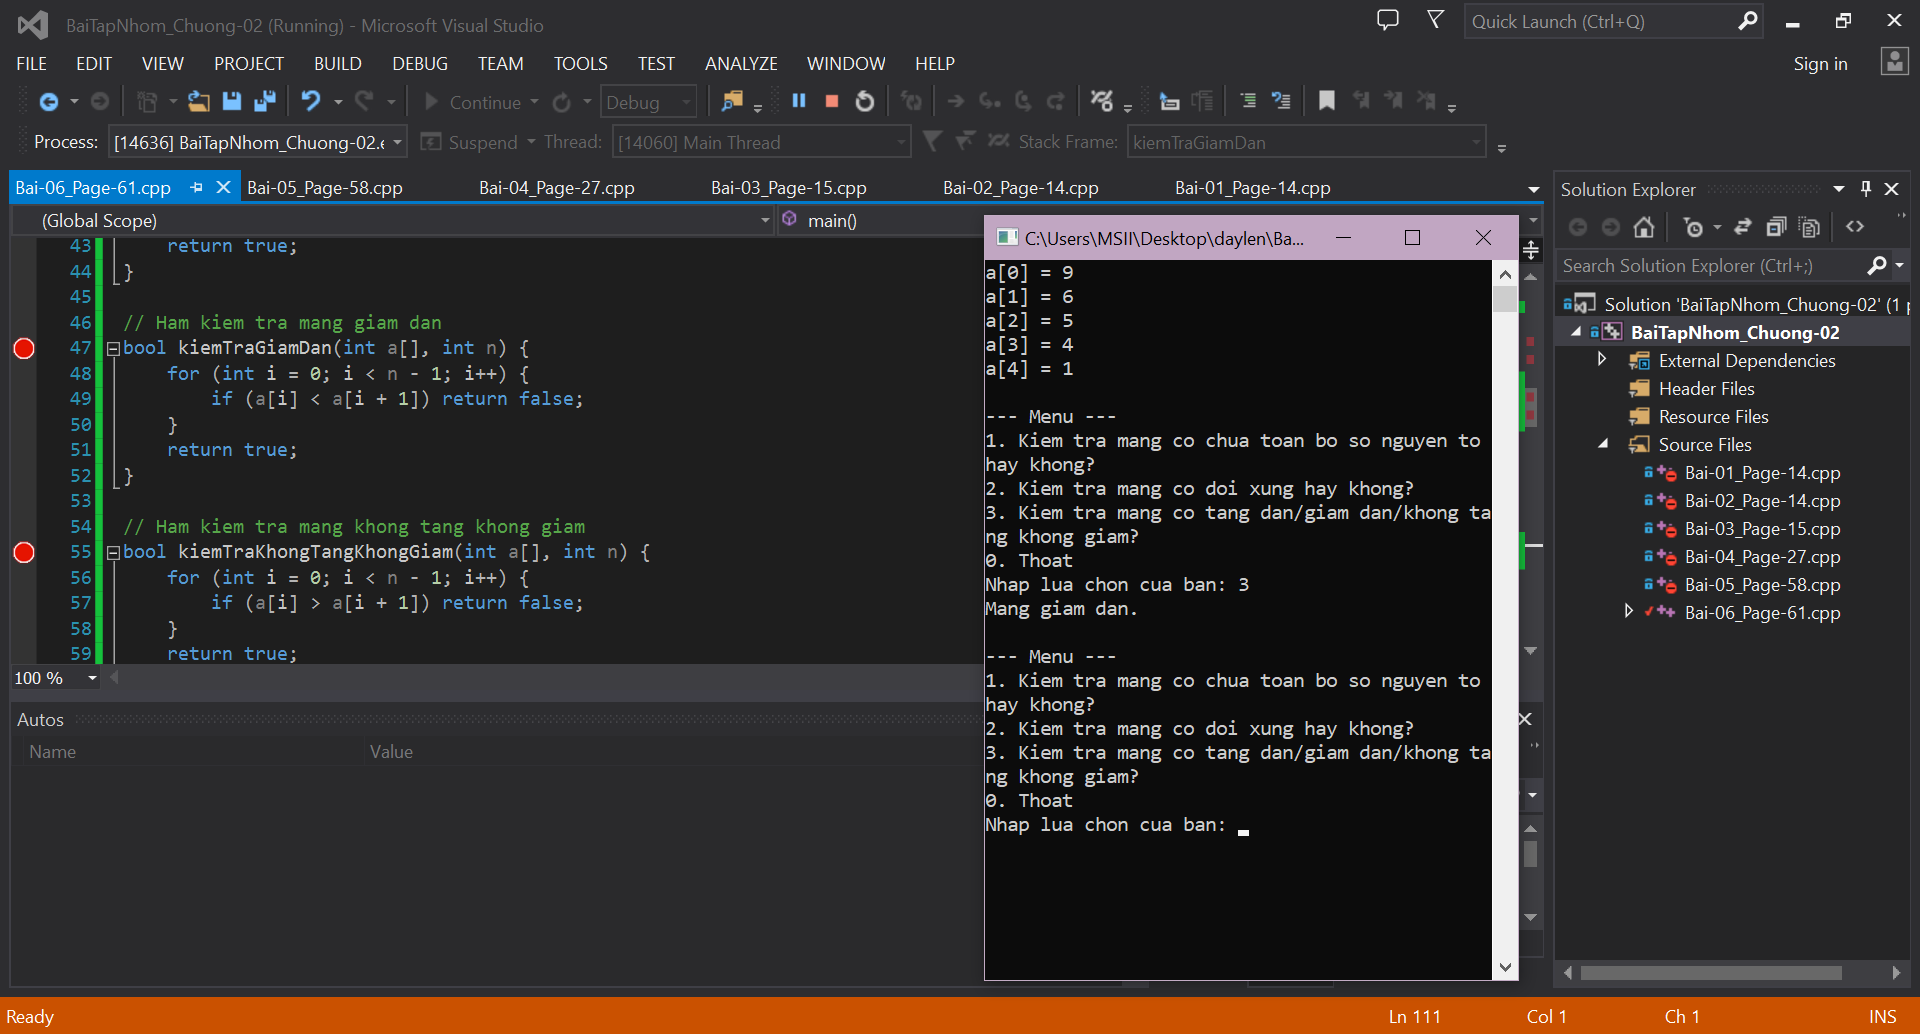 BaiTapNhom_Chuong-02 (Running) - Microsoft Visual Studio
Quick Launch (Ctrl+Q)
FILE EDIT VIEW PROJECT BUILD DEBUG TEAM TOOLS TEST ANALYZE WINDOW HELP
Sign in
Continue
Debug
Process: [14636] BaiTapNhom_Chuong-02.e Suspend Thread: [14060] Main Thread Stack Frame: kiemTraGiamDan
Bai-06_Page-61.cpp Bai-05_Page-58.cpp Bai-04_Page-27.cpp Bai-03_Page-15.cpp Bai-02_Page-14.cpp Bai-01_Page-14.cpp
(Global Scope) main()
43 return true;
44 }
45
46 // Ham kiem tra mang giam dan
47 bool kiemTraGiamDan(int a[], int n) {
48 for (int i = 0; i < n - 1; i++) {
49 if (a[i] < a[i + 1]) return false;
50 }
51 return true;
52 }
53
54 // Ham kiem tra mang khong tang khong giam
55 bool kiemTraKhongTangKhongGiam(int a[], int n) {
56 for (int i = 0; i < n - 1; i++) {
57 if (a[i] > a[i + 1]) return false;
58 }
59 return true;
100 %
Autos
Name Value
C:\Users\MSII\Desktop\daylen\Ba...
a[0] = 9
a[1] = 6
a[2] = 5
a[3] = 4
a[4] = 1
--- Menu ---
1. Kiem tra mang co chua toan bo so nguyen to
hay khong?
2. Kiem tra mang co doi xung hay khong?
3. Kiem tra mang co tang dan/giam dan/khong ta
ng khong giam?
0. Thoat
Nhap lua chon cua ban: 3
Mang giam dan.
--- Menu ---
1. Kiem tra mang co chua toan bo so nguyen to
hay khong?
2. Kiem tra mang co doi xung hay khong?
3. Kiem tra mang co tang dan/giam dan/khong ta
ng khong giam?
0. Thoat
Nhap lua chon cua ban:
Solution Explorer
Search Solution Explorer (Ctrl+;)
Solution 'BaiTapNhom_Chuong-02' (1 p
BaiTapNhom_Chuong-02
External Dependencies
Header Files
Resource Files
Source Files
Bai-01_Page-14.cpp
Bai-02_Page-14.cpp
Bai-03_Page-15.cpp
Bai-04_Page-27.cpp
Bai-05_Page-58.cpp
Bai-06_Page-61.cpp
Ready
Ln 111 Col 1 Ch 1 INS